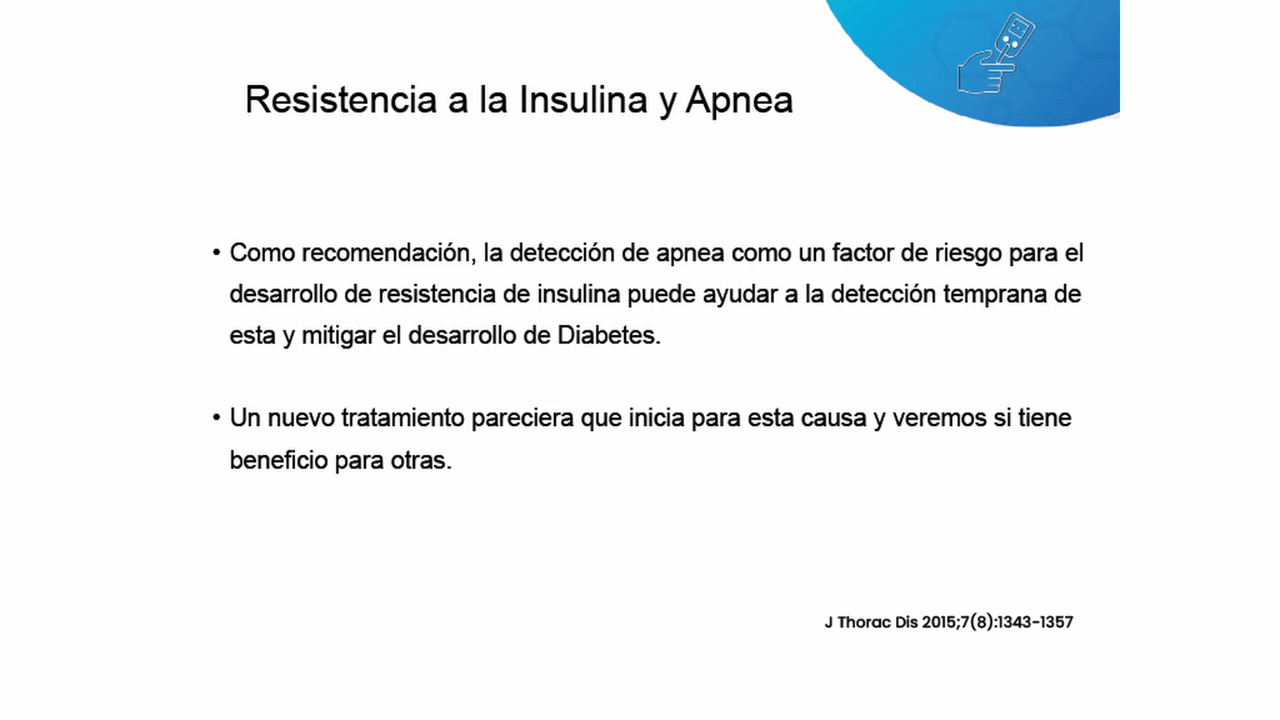 Resistencia a la Insulina y Apnea
• Como recomendación, la detección de apnea como un factor de riesgo para el
desarrollo de resistencia de insulina puede ayudar a la detección temprana de
esta y mitigar el desarrollo de Diabetes.
• Un nuevo tratamiento pareciera que inicia para esta causa y veremos si tiene
beneficio para otras.
J Thorac Dis 2015;7(8):1343-1357